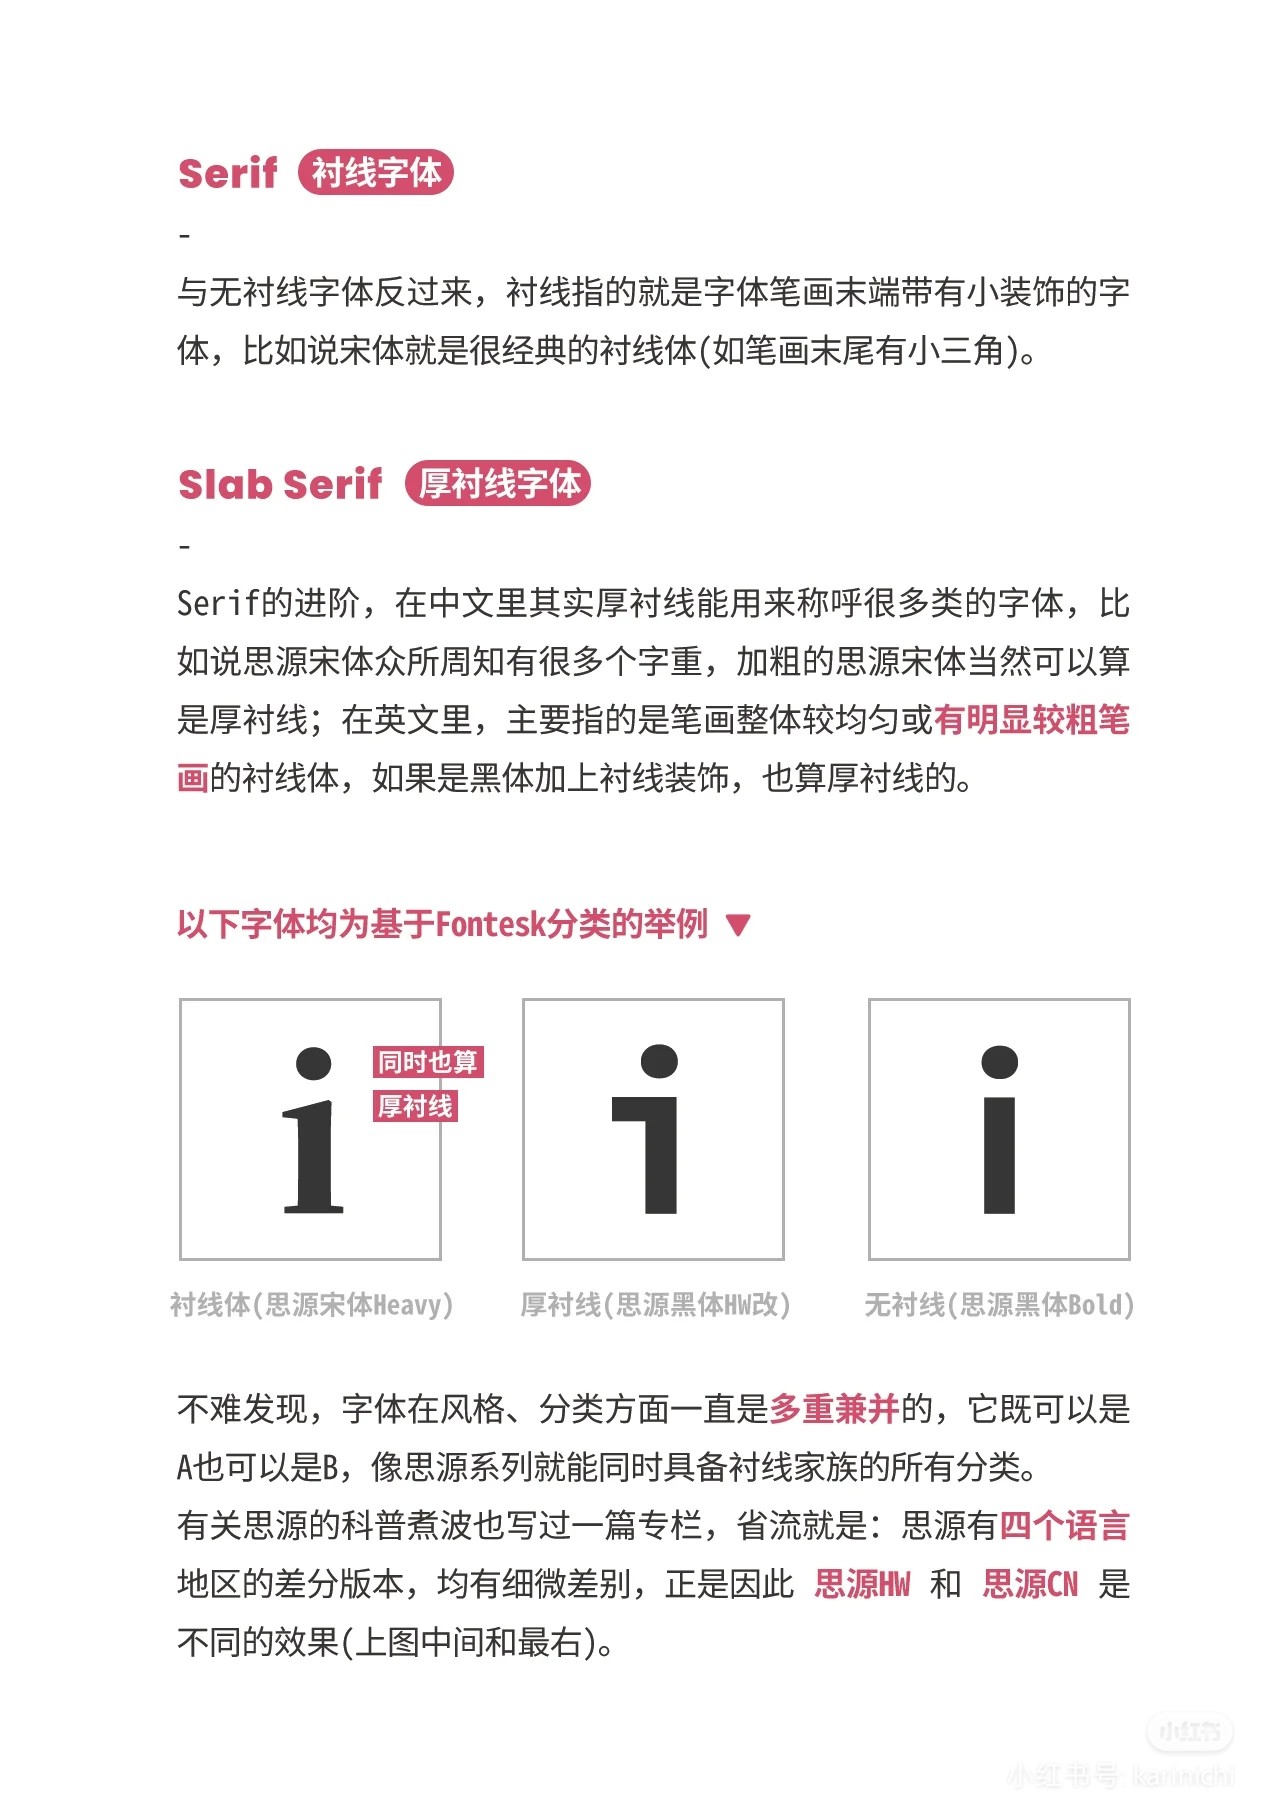 Serif 衬线字体
-
与无衬线字体反过来，衬线指的就是字体笔画末端带有小装饰的字
体，比如说宋体就是很经典的衬线体(如笔画末尾有小三角)。
Slab Serif 厚衬线字体
-
Serif的进阶，在中文里其实厚衬线能用来称呼很多类的字体，比
如说思源宋体众所周知有很多个字重，加粗的思源宋体当然可以算
是厚衬线；在英文里，主要指的是笔画整体较均匀或有明显较粗笔
画的衬线体，如果是黑体加上衬线装饰，也算厚衬线的。
以下字体均为基于Fontesk分类的举例 ▼
i 同时也算
厚衬线
i
i
衬线体(思源宋体Heavy)
厚衬线(思源黑体HW改)
无衬线(思源黑体Bold)
不难发现，字体在风格、分类方面一直是多重兼并的，它既可以是
A也可以是B，像思源系列就能同时具备衬线家族的所有分类。
有关思源的科普煮波也写过一篇专栏，省流就是：思源有四个语言
地区的差分版本，均有细微差别，正是因此 思源HW 和 思源CN 是
不同的效果(上图中间和最右)。
小红书
小红书号: karinichi